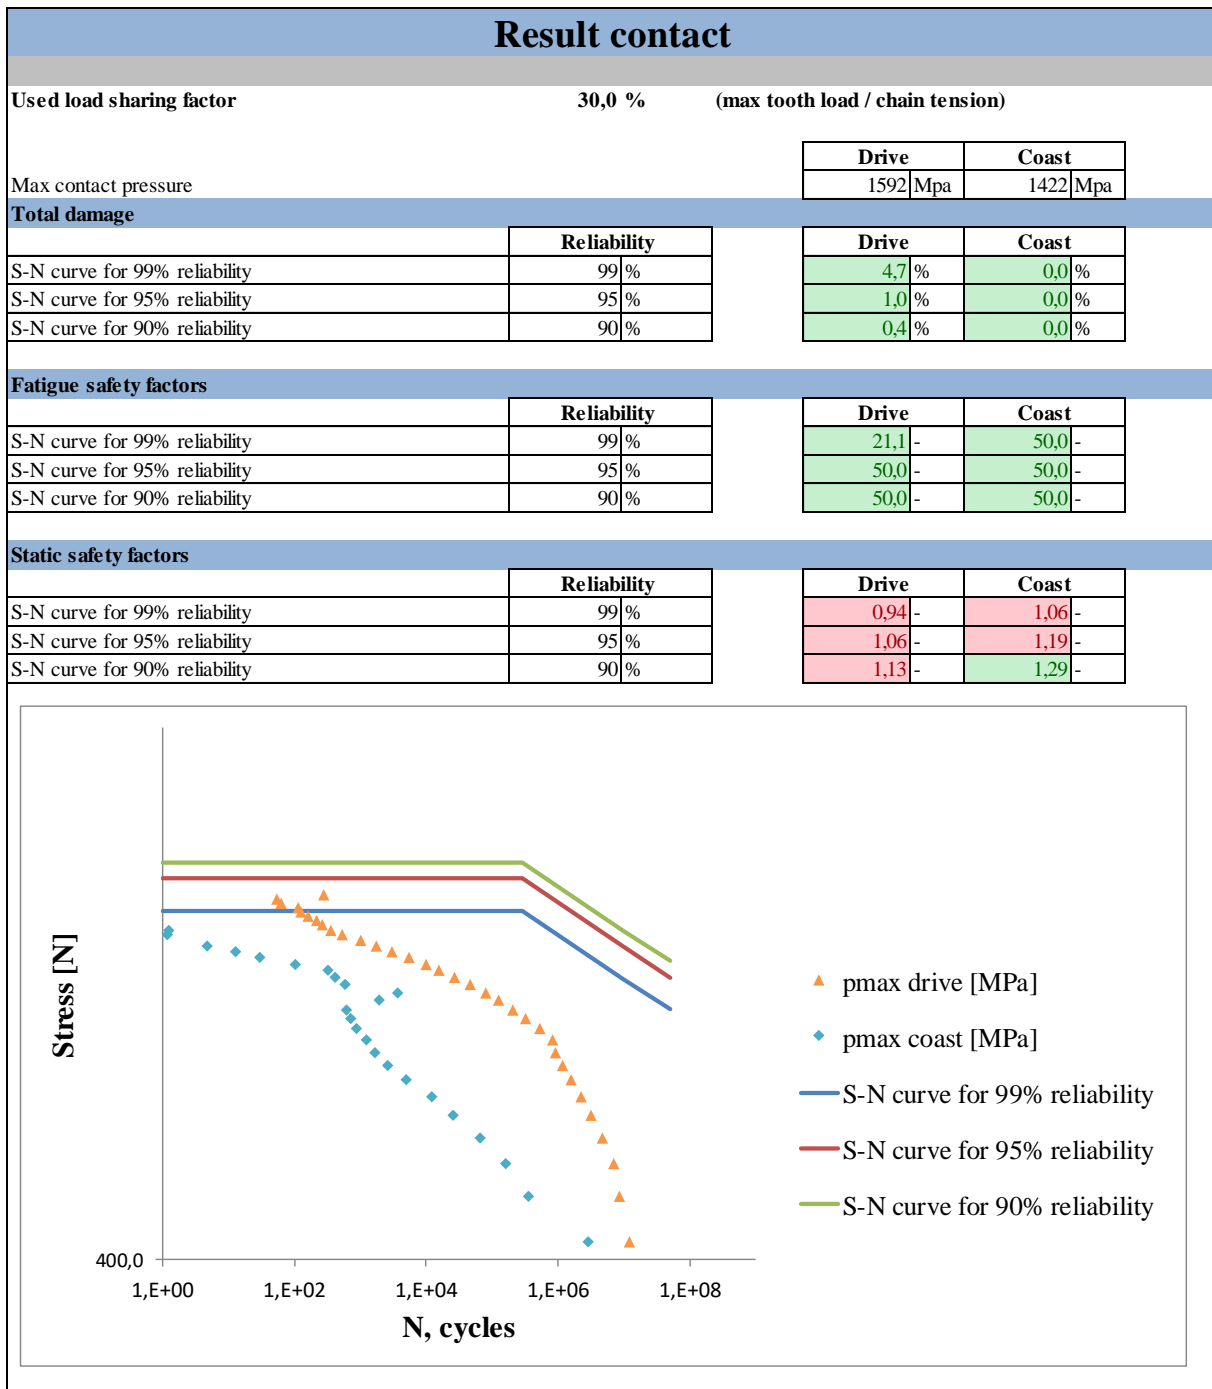 Result contact
Used load sharing factor 30,0 % (max tooth load / chain tension)
Drive Coast
Max contact pressure 1592 Mpa 1422 Mpa
Total damage
Reliability Drive Coast
S-N curve for 99% reliability 99 % 4,7 % 0,0 %
S-N curve for 95% reliability 95 % 1,0 % 0,0 %
S-N curve for 90% reliability 90 % 0,4 % 0,0 %
Fatigue safety factors
Reliability Drive Coast
S-N curve for 99% reliability 99 % 21,1 - 50,0 -
S-N curve for 95% reliability 95 % 50,0 - 50,0 -
S-N curve for 90% reliability 90 % 50,0 - 50,0 -
Static safety factors
Reliability Drive Coast
S-N curve for 99% reliability 99 % 0,94 - 1,06 -
S-N curve for 95% reliability 95 % 1,06 - 1,19 -
S-N curve for 90% reliability 90 % 1,13 - 1,29 -
Stress [N]
pmax drive [MPa]
pmax coast [MPa]
S-N curve for 99% reliability
S-N curve for 95% reliability
S-N curve for 90% reliability
400,0
1,E+00 1,E+02 1,E+04 1,E+06 1,E+08
N, cycles